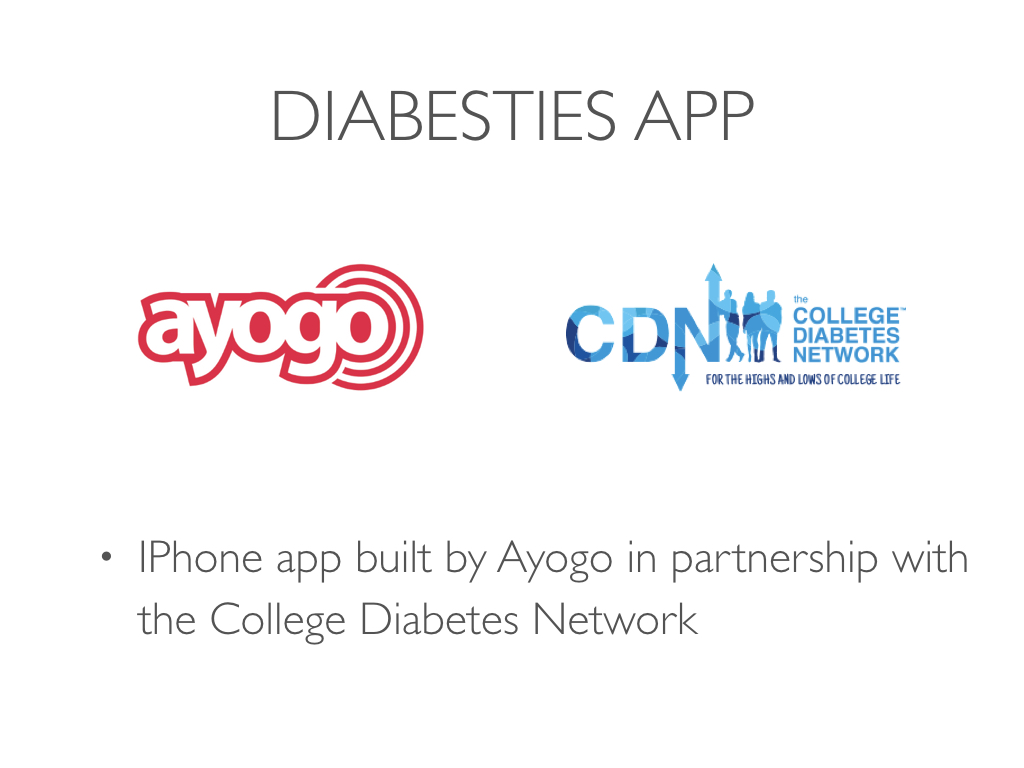 DIABESTIES APP
ayogo
CDN
the
COLLEGE™
DIABETES
NETWORK
FOR THE HIGHS AND LOWS OF COLLEGE LIFE
• IPhone app built by Ayogo in partnership with
the College Diabetes Network